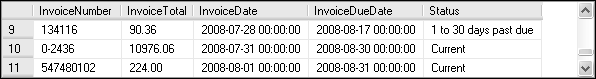 InvoiceNumber InvoiceTotal InvoiceDate InvoiceDueDate Status
9 134116 90.36 2008-07-28 00:00:00 2008-08-17 00:00:00 1 to 30 days past due
10 0-2436 10976.06 2008-07-31 00:00:00 2008-08-30 00:00:00 Current
11 547480102 224.00 2008-08-01 00:00:00 2008-08-31 00:00:00 Current